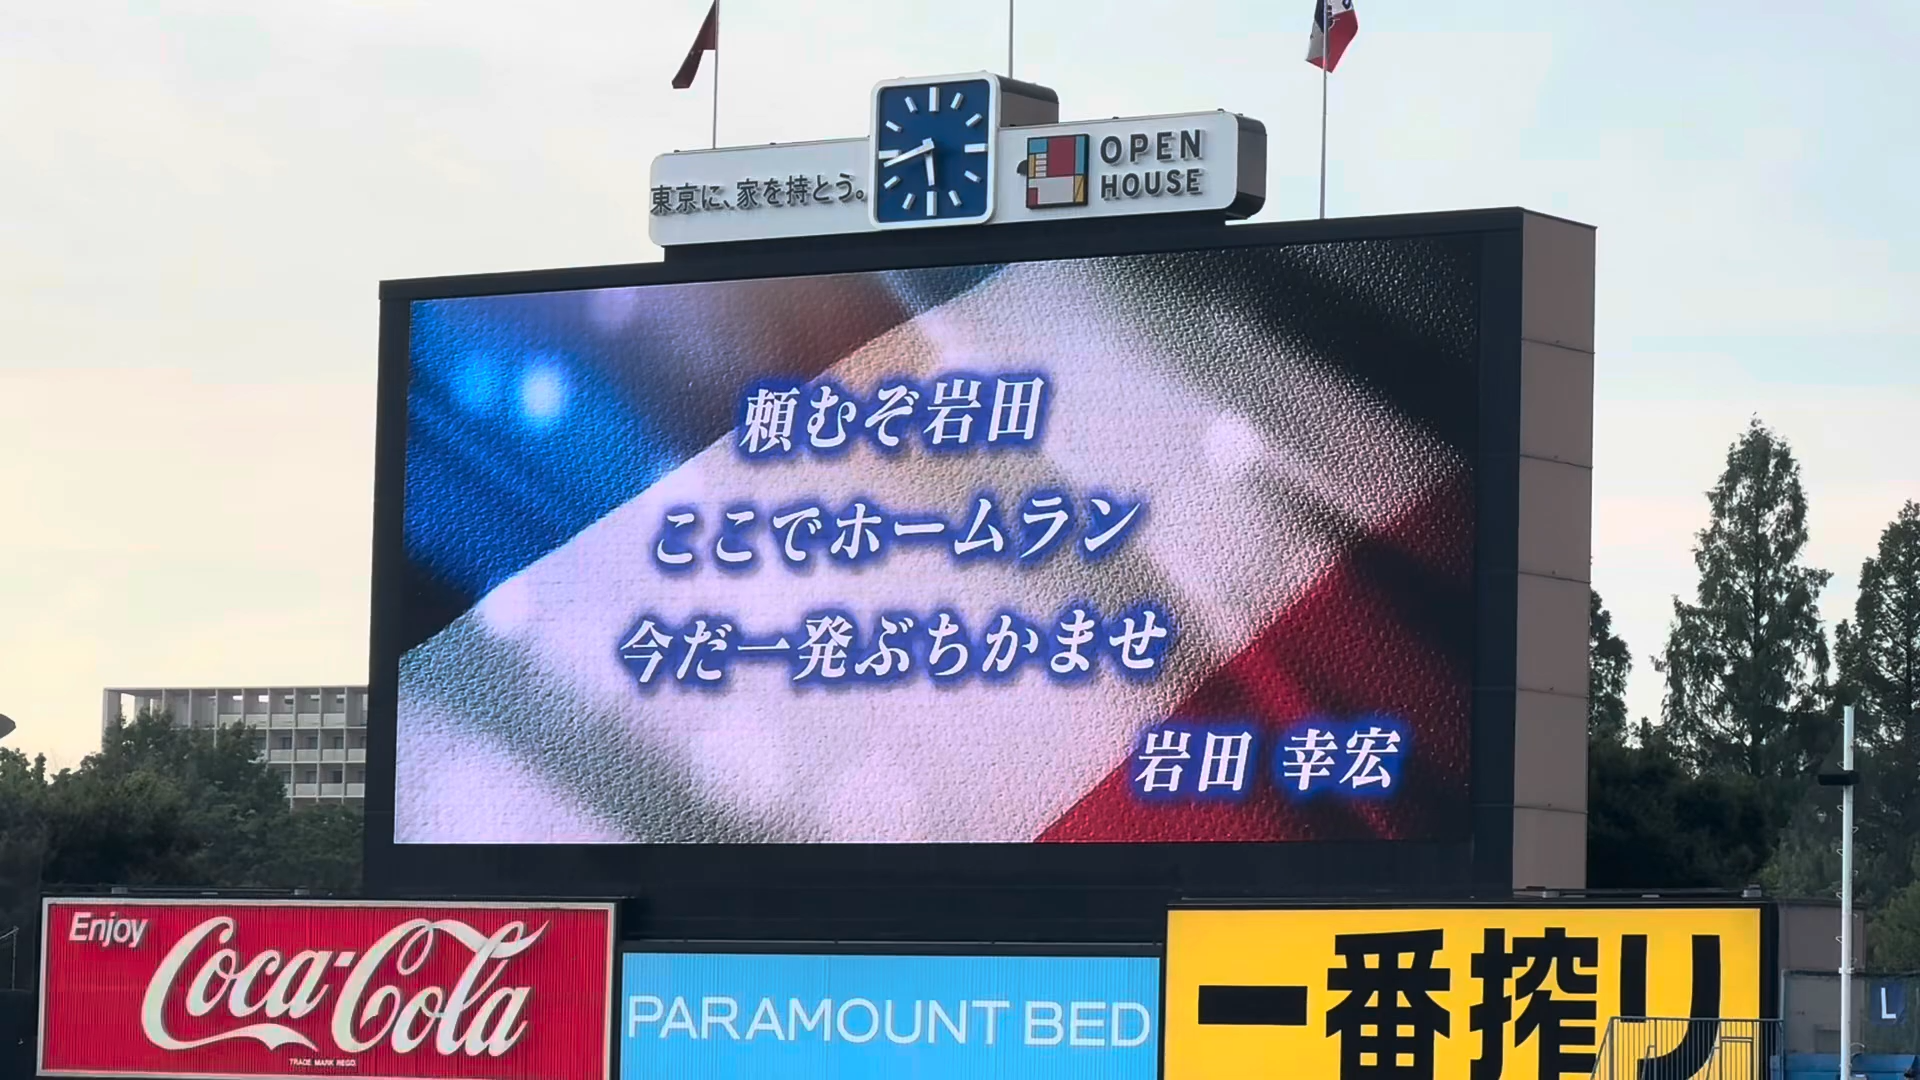 東京に、家を持とう。
OPEN
HOUSE
頼むぞ岩田
ここでホームラン
今だ一発ぶちかませ
岩田 幸宏
Enjoy
Coca-Cola
TRADE MARK REGD.
PARAMOUNT BED
一番搾り
L